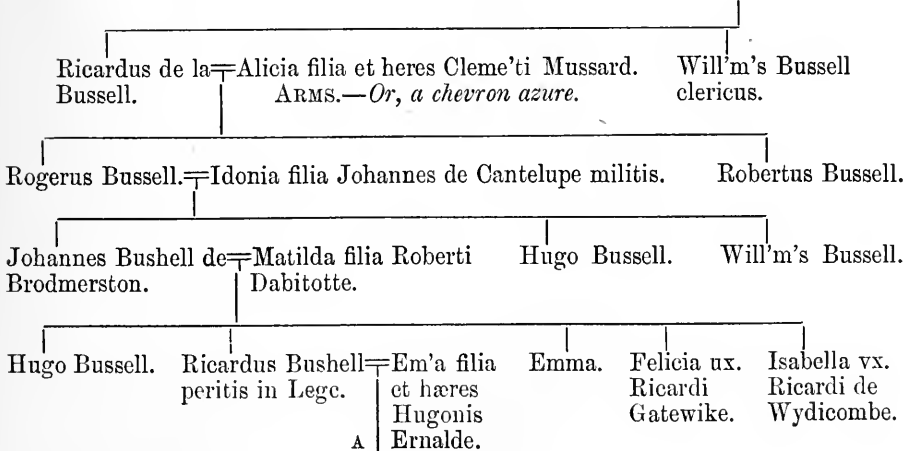 Ricardus de la=Alicia filia et heres Cleme'ti Mussard. Will'm's Bussell
Bussell. ARMS.—Or, a chevron azure. clericus.
Rogerus Bussell.=Idonia filia Johannes de Cantelupe militis. Robertus Bussell.
Johannes Bushell de=Matilda filia Roberti Hugo Bussell. Will'm's Bussell.
Brodmerston. Dabitotte.
Hugo Bussell. Ricardus Bushell=Em'a filia Emma. Felicia ux. Isabella vx.
peritis in Lege. et hæres Ricardi Ricardi de
Hugonis Gatewike. Wydicombe.
A Ernalde.